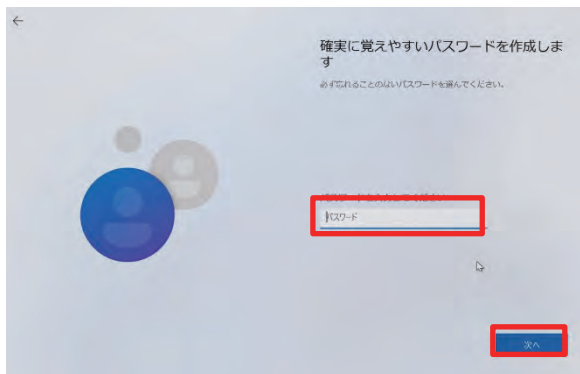 ←
確実に覚えやすいパスワードを作成しま
す
必ず忘れることのないパスワードを選んでください。
パスワード
次へ